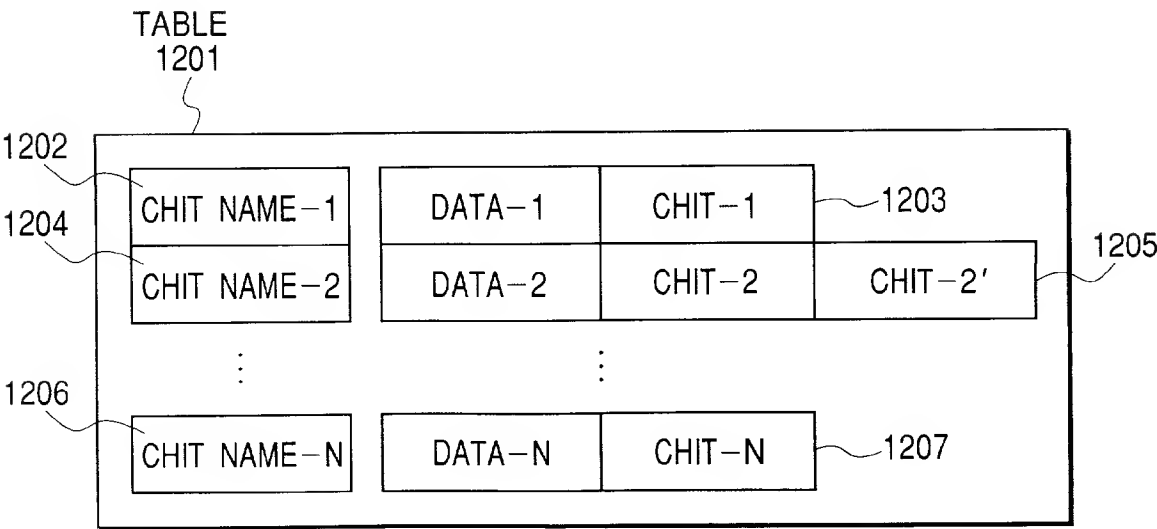 TABLE
1201
1202
CHIT NAME-1 DATA-1 CHIT-1 1203
1204
CHIT NAME-2 DATA-2 CHIT-2 CHIT-2' 1205
1206
CHIT NAME-N DATA-N CHIT-N 1207